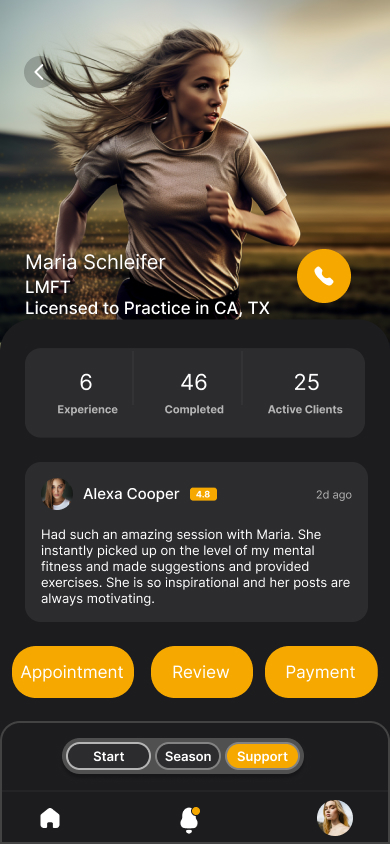 Maria Schleifer
LMFT
Licensed to Practice in CA, TX
6 46 25
Experience Completed Active Clients
Alexa Cooper 4.8 2d ago
Had such an amazing session with Maria. She
instantly picked up on the level of my mental
fitness and made suggestions and provided
exercises. She is so inspirational and her posts are
always motivating.
Appointment Review Payment
Start Season Support